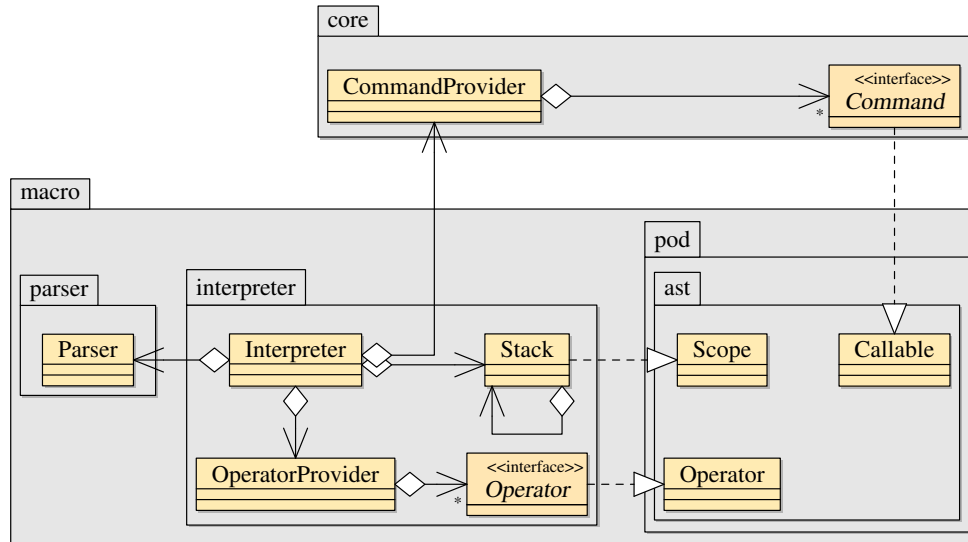 core
CommandProvider
<<interface>>
Command
*
macro
pod
parser
interpreter
ast
Parser
Interpreter
Stack
Scope
Callable
OperatorProvider
<<interface>>
Operator
*
Operator